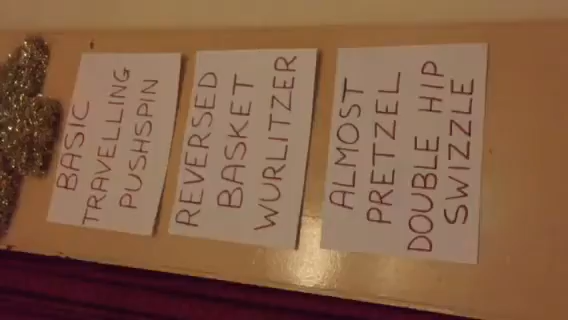 BASIC
TRAVELLING
PUSHSPIN
REVERSED
BASKET
WURLITZER
ALMOST
PRETZEL
DOUBLE HIP
SWIZZLE